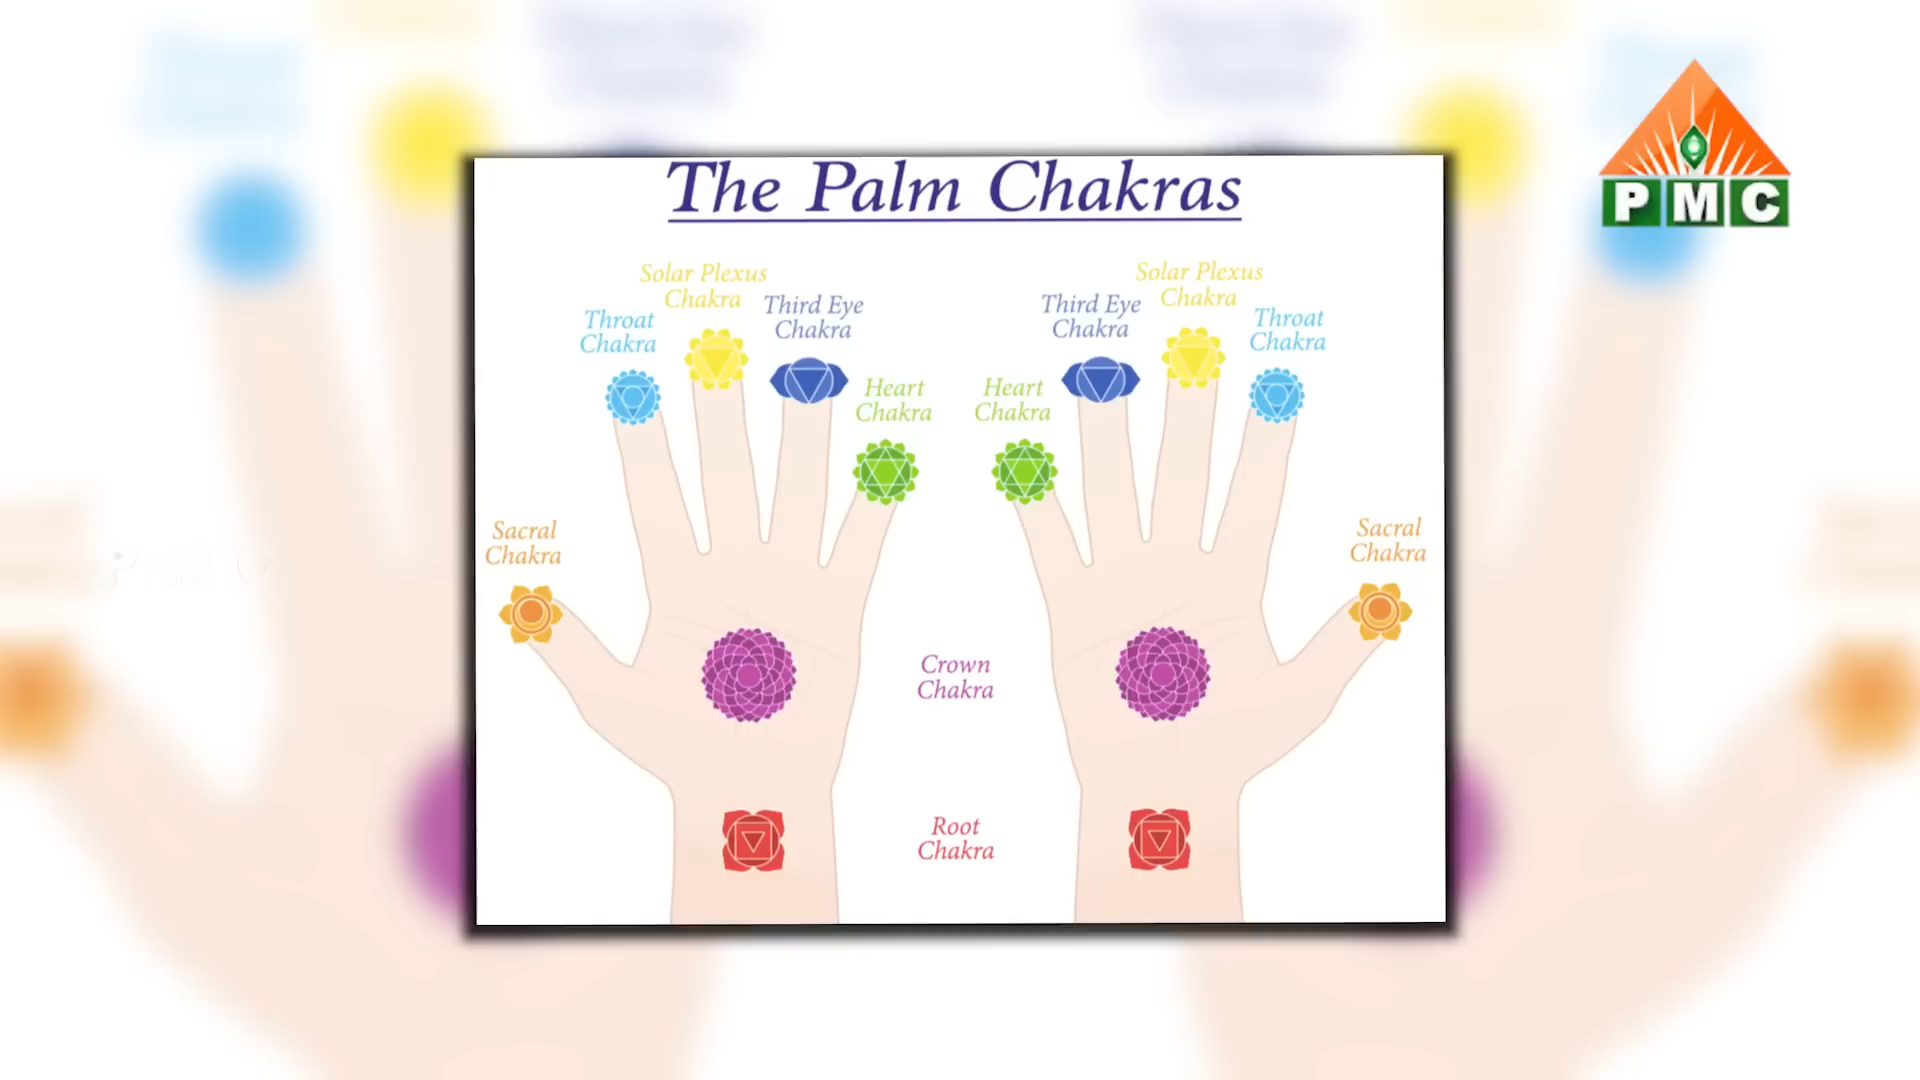 The Palm Chakras
Solar Plexus
Chakra
Third Eye
Chakra
Throat
Chakra
Heart
Chakra
Sacral
Chakra
Third Eye
Chakra
Solar Plexus
Chakra
Throat
Chakra
Heart
Chakra
Sacral
Chakra
Crown
Chakra
Root
Chakra
PMC
PMC